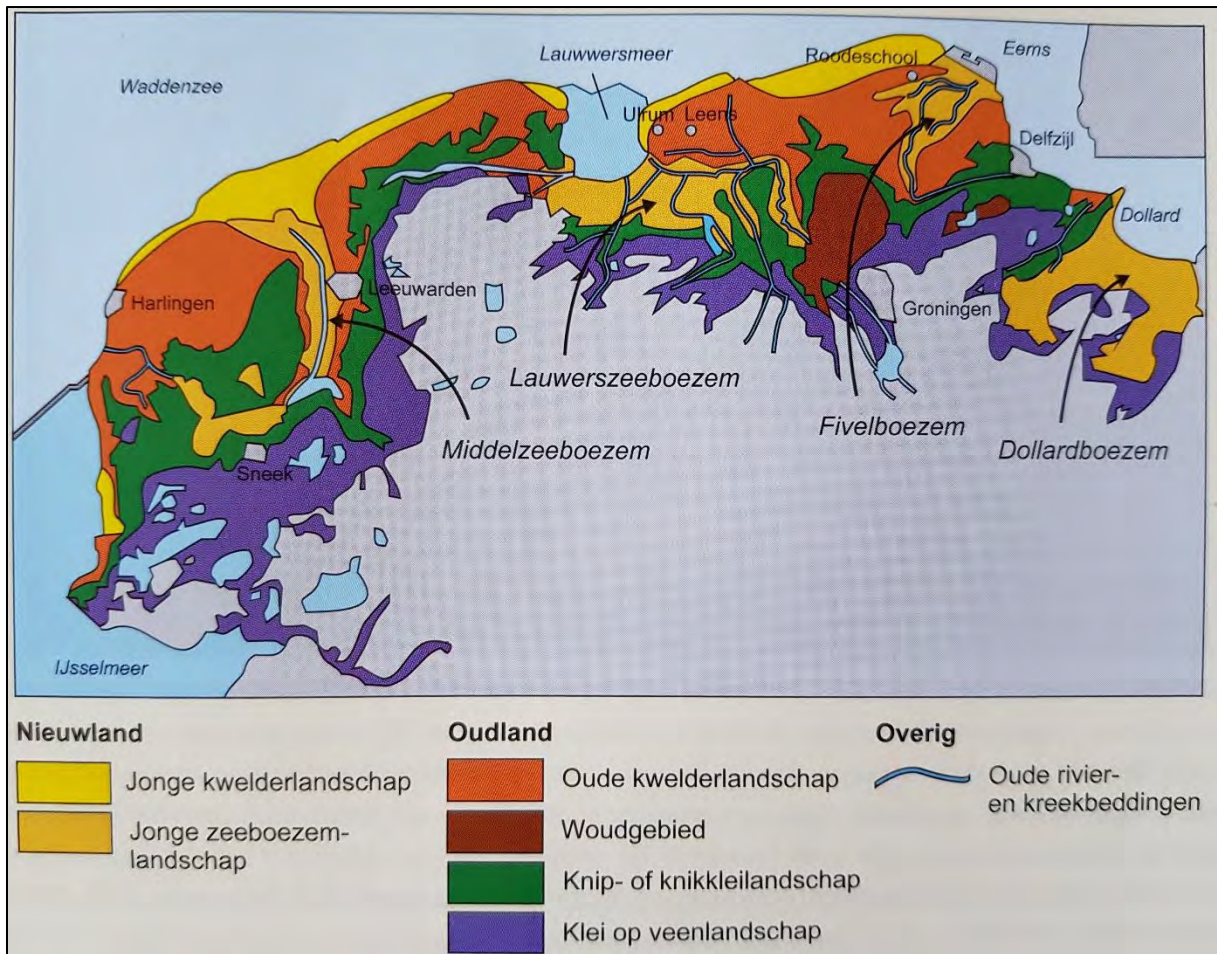 Waddenzee
Lauwwersmeer
Roodeschool
Eems
Ulrum Leens
Delfzijl
Dollard
Harlingen
Leeuwarden
Groningen
Lauwerszeeboezem
Fivelboezem
Middelzeeboezem
Dollardboezem
Sneek
IJsselmeer
Nieuwland
Jonge kwelderlandschap
Jonge zeeboezem-
landschap
Oudland
Oude kwelderlandschap
Woudgebied
Knip- of knikkleilandschap
Klei op veenlandschap
Overig
Oude rivier-
en kreekbeddingen